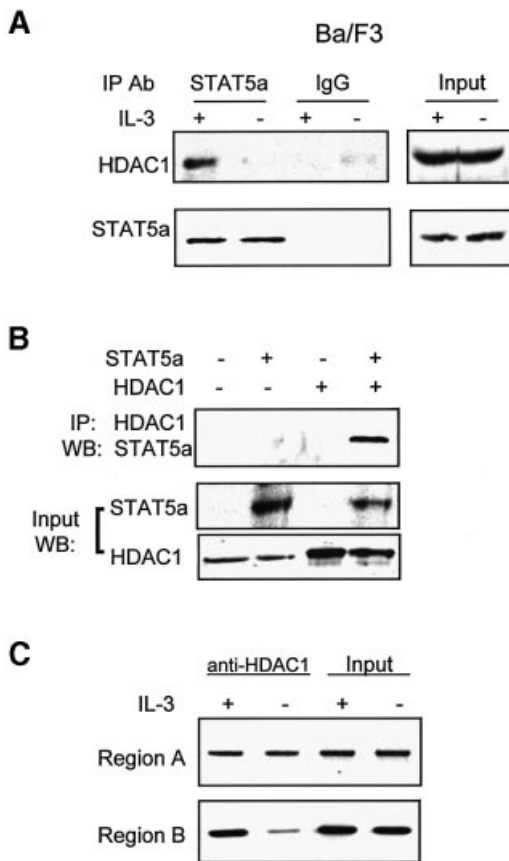 A
Ba/F3
IP Ab STAT5a IgG Input
IL-3 + - + - + -
HDAC1
STAT5a
B
STAT5a - + - +
HDAC1 - - + +
IP: HDAC1
WB: STAT5a
Input
WB:
STAT5a
HDAC1
C
anti-HDAC1 Input
IL-3 + - + -
Region A
Region B